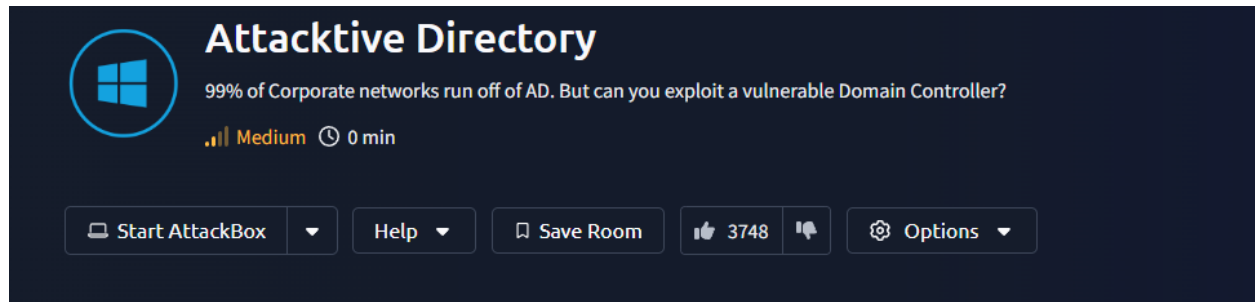 Attacktive Directory
99% of Corporate networks run off of AD. But can you exploit a vulnerable Domain Controller?
Medium 0 min
Start AttackBox Help Save Room 3748 Options